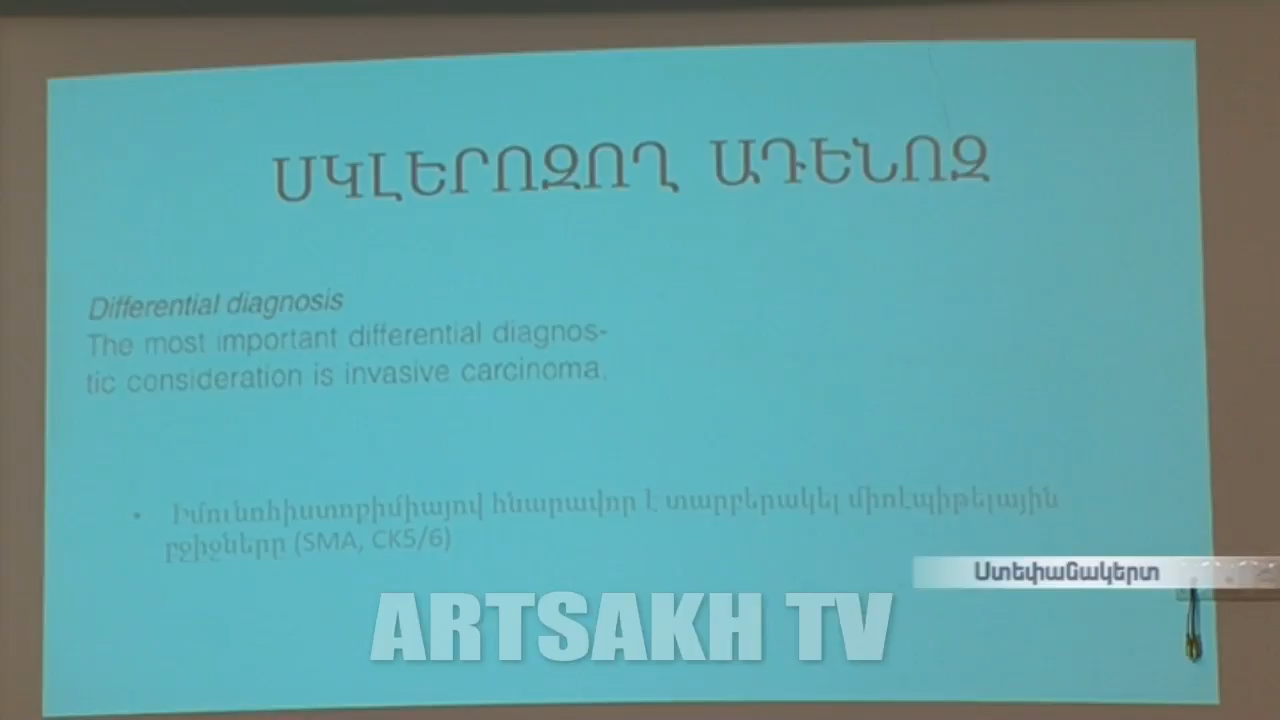 ՍԿԼԵՐՈԶՈՂ ԱԴԵՆՈԶ
Differential diagnosis
The most important differential diagnos-
tic consideration is invasive carcinoma.
• Իմունոհիստոքիմիայով հնարավոր է տարբերակել միոէպիթելային
բջիջները (SMA, CK5/6)
Ստեփանակերտ
ARTSAKH TV